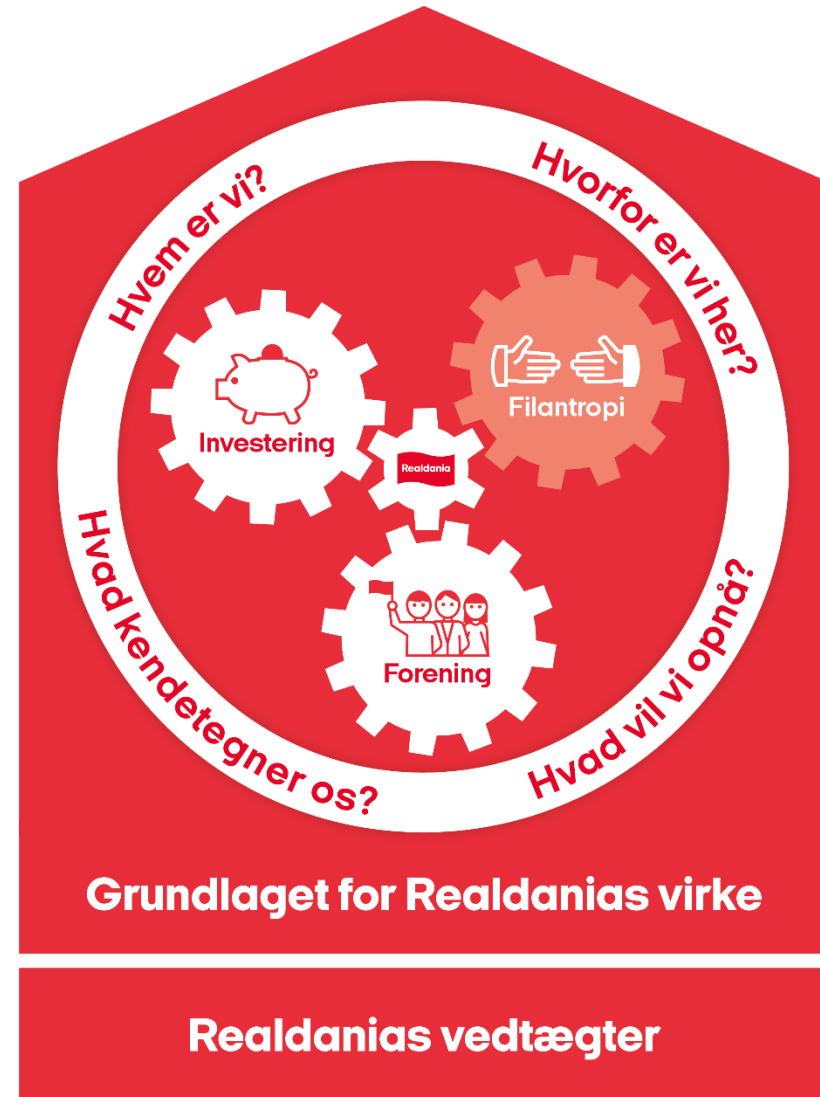 Hvem er vi?
Hvorfor er vi her?
Investering
Filantropi
Realdania
Forening
Hvad kendetegner os?
Hvad vil vi opnå?
Grundlaget for Realdanias virke
Realdanias vedtægter